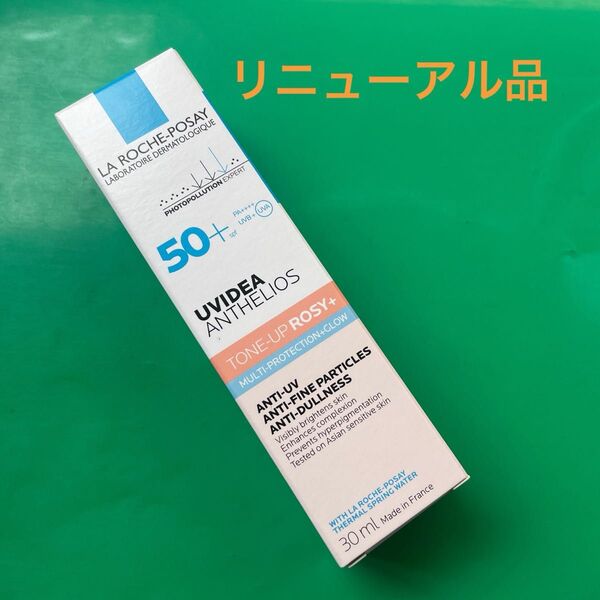 リニューアル品
LA ROCHE-POSAY
LABORATOIRE DERMATOLOGIQUE
PHOTOPOLLUTION EXPERT
50+
SPF
PA++++
UVB + UVA
UVIDEA
ANTHELIOS
TONE-UP ROSY+
MULTI-PROTECTION+GLOW
ANTI-UV
ANTI-FINE PARTICLES
ANTI-DULLNESS
Visibly brightens skin
Enhances complexion
Prevents hyperpigmentation
Tested on Asian sensitive skin
WITH LA ROCHE-POSAY
THERMAL SPRING WATER
30 ml Made in France